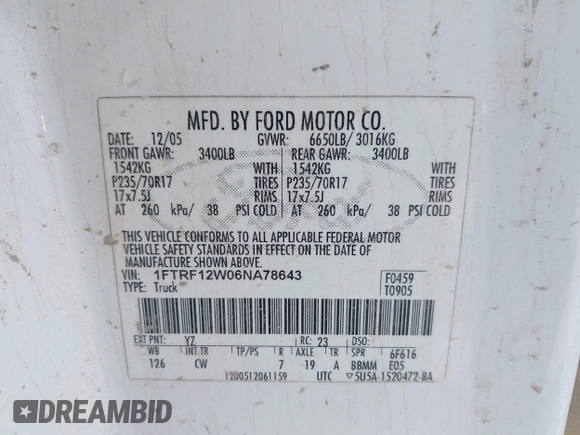 MFD. BY FORD MOTOR CO.
DATE: 12/05 GVWR: 6650LB/ 3016KG
FRONT GAWR: 3400LB REAR GAWR: 3400LB
1542KG WITH 1542KG WITH
P235/70R17 TIRES P235/70R17 TIRES
17x7.5J RIMS 17x7.5J RIMS
AT 260 kPa/ 38 PSI COLD AT 260 kPa/ 38 PSI COLD
THIS VEHICLE CONFORMS TO ALL APPLICABLE FEDERAL MOTOR
VEHICLE SAFETY STANDARDS IN EFFECT ON THE DATE OF
MANUFACTURE SHOWN ABOVE.
VIN: 1FTRF12W06NA78643 F0459
TYPE: Truck T0905
EXT PNT: YZ RC: 23 DSO:
WB INT TR TP/PS R AXLE TR SPR 6F616
126 CW 7 19 A BBMM E05
1200512061159 UTC 5U5A-1520472-BA
DREAMBID
DREAMBID.COM